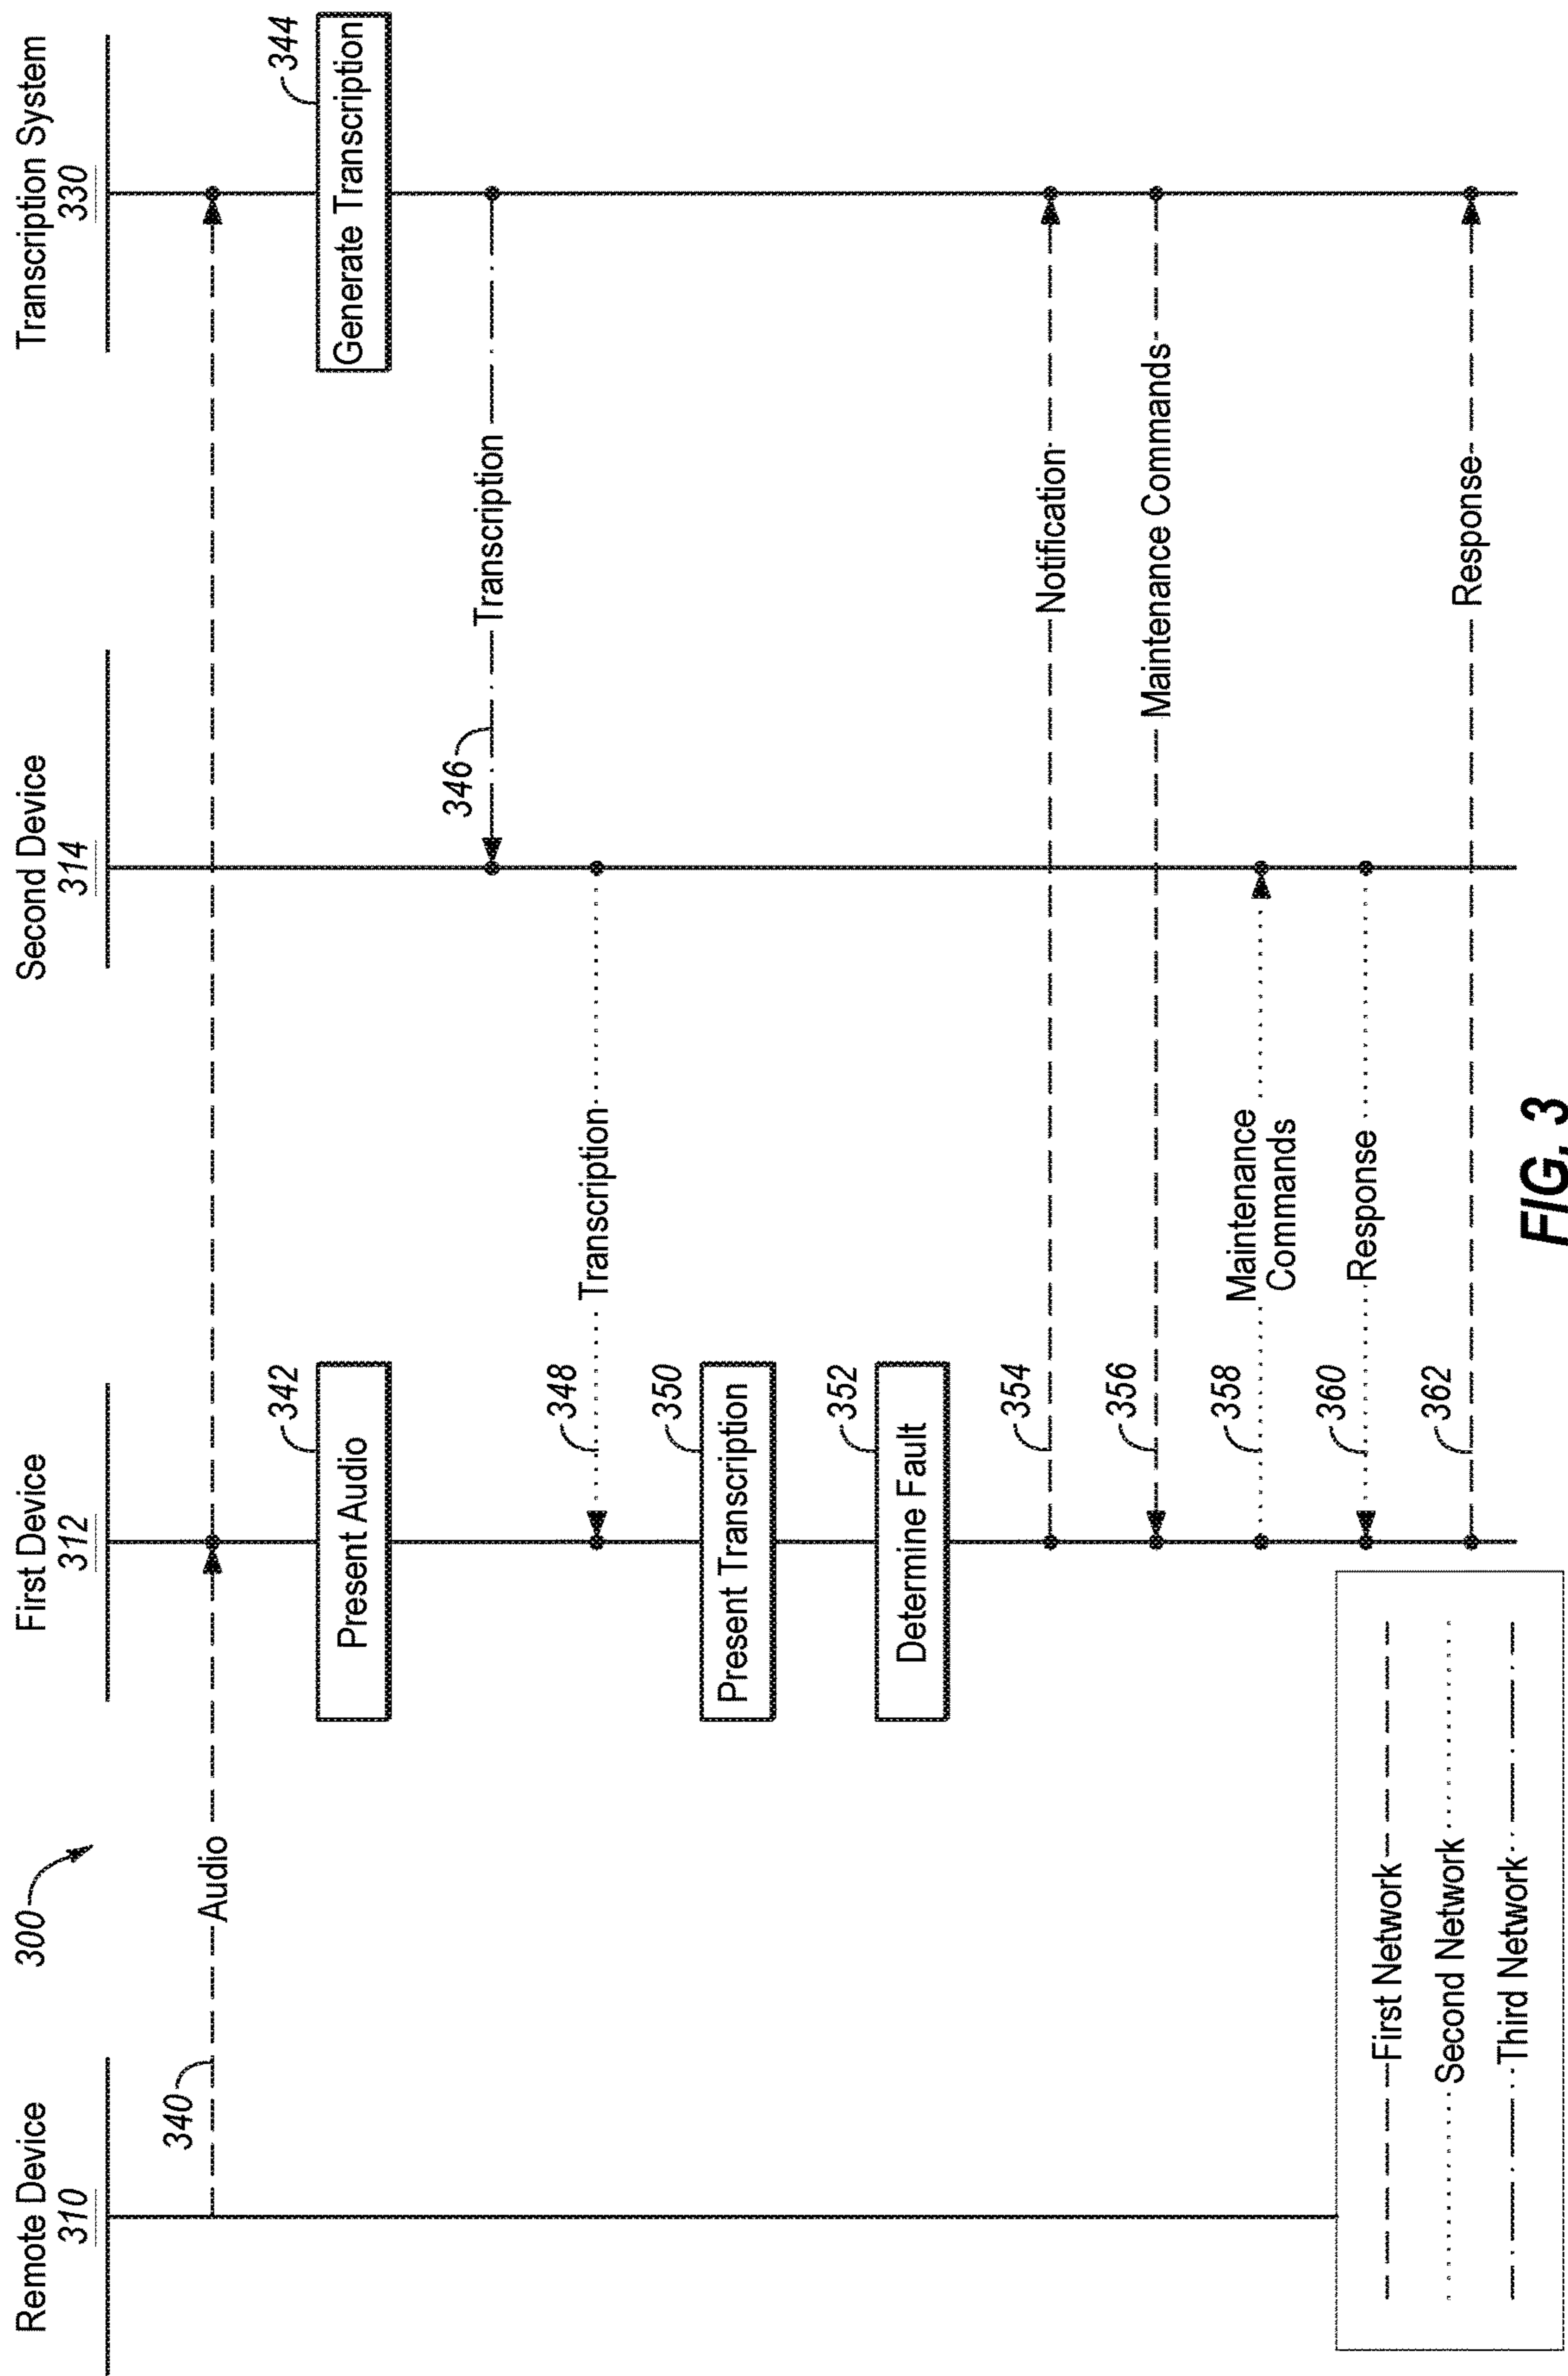 300
Remote Device
310
First Device
312
Second Device
314
Transcription System
330
340
Audio
342
Present Audio
344
Generate Transcription
346
Transcription
348
Transcription
350
Present Transcription
352
Determine Fault
354
Notification
356
Maintenance Commands
358
Maintenance
Commands
360
Response
362
Response
First Network
Second Network
Third Network
FIG. 3